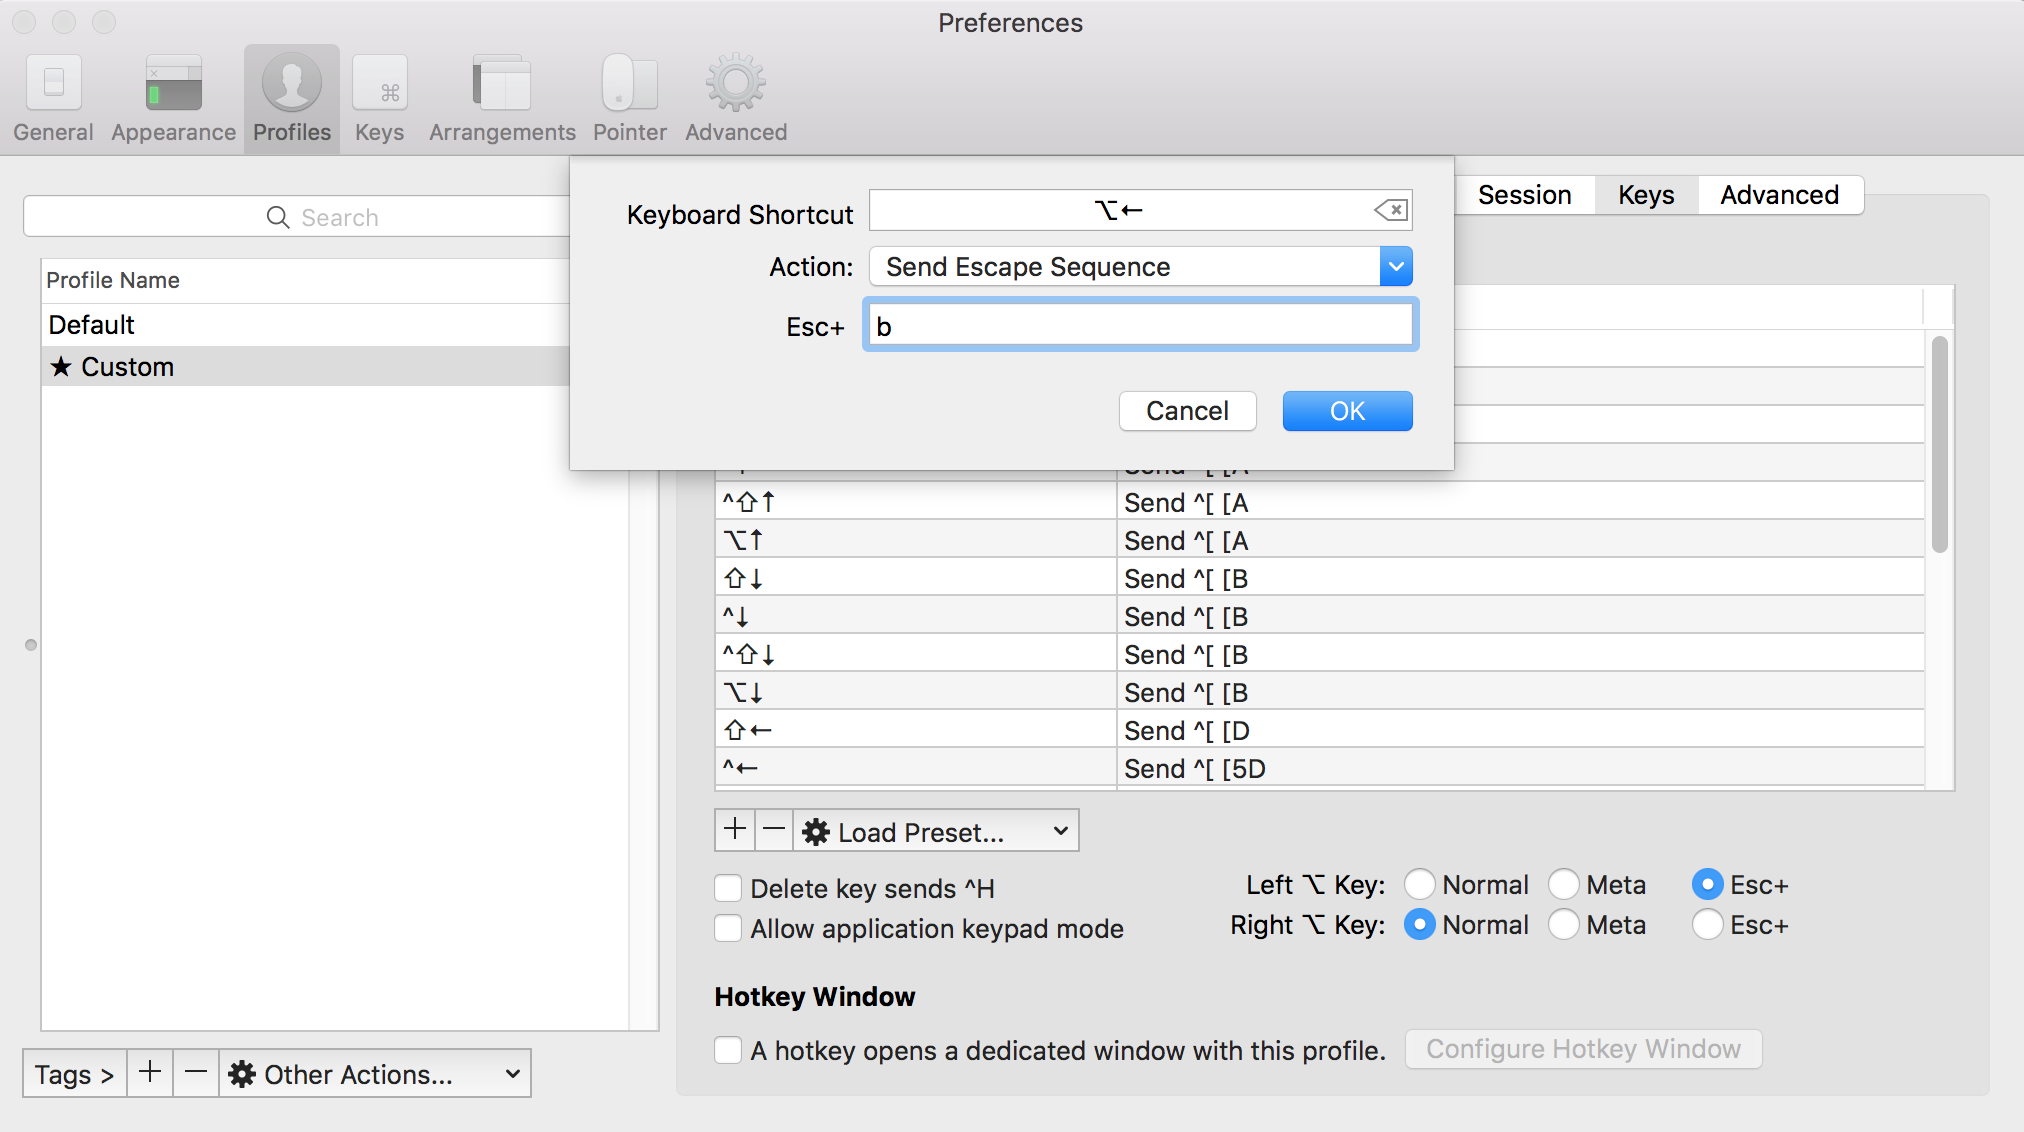 Preferences
General Appearance Profiles Keys Arrangements Pointer Advanced
Session Keys Advanced
Search
Keyboard Shortcut ⌥←
Action: Send Escape Sequence
Esc+ b
Cancel OK
Profile Name
Default
★ Custom
^⇧↑ Send ^[ [A
⌥↑ Send ^[ [A
⇧↓ Send ^[ [B
^↓ Send ^[ [B
^⇧↓ Send ^[ [B
⌥↓ Send ^[ [B
⇧← Send ^[ [D
^← Send ^[ [5D
+ − Load Preset...
Delete key sends ^H
Allow application keypad mode
Left ⌥ Key: Normal Meta Esc+
Right ⌥ Key: Normal Meta Esc+
Hotkey Window
A hotkey opens a dedicated window with this profile. Configure Hotkey Window
Tags > + − Other Actions...